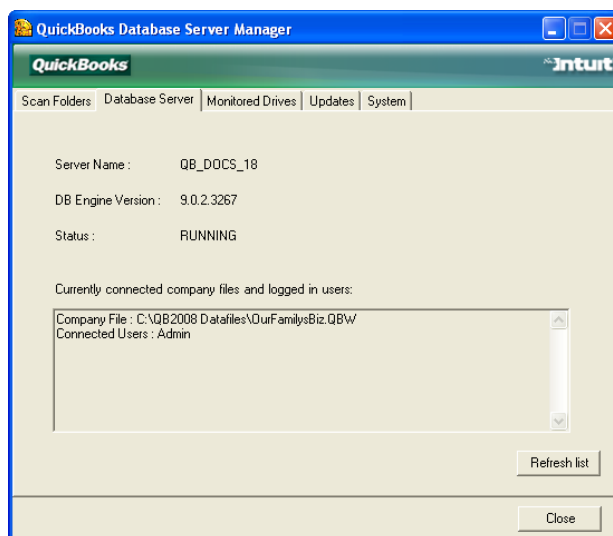 QuickBooks Database Server Manager
QuickBooks
Intuit
Scan Folders Database Server Monitored Drives Updates System
Server Name : QB_DOCS_18
DB Engine Version : 9.0.2.3267
Status : RUNNING
Currently connected company files and logged in users:
Company File : C:\QB2008 Datafiles\OurFamilysBiz.QBW
Connected Users : Admin
Refresh list
Close